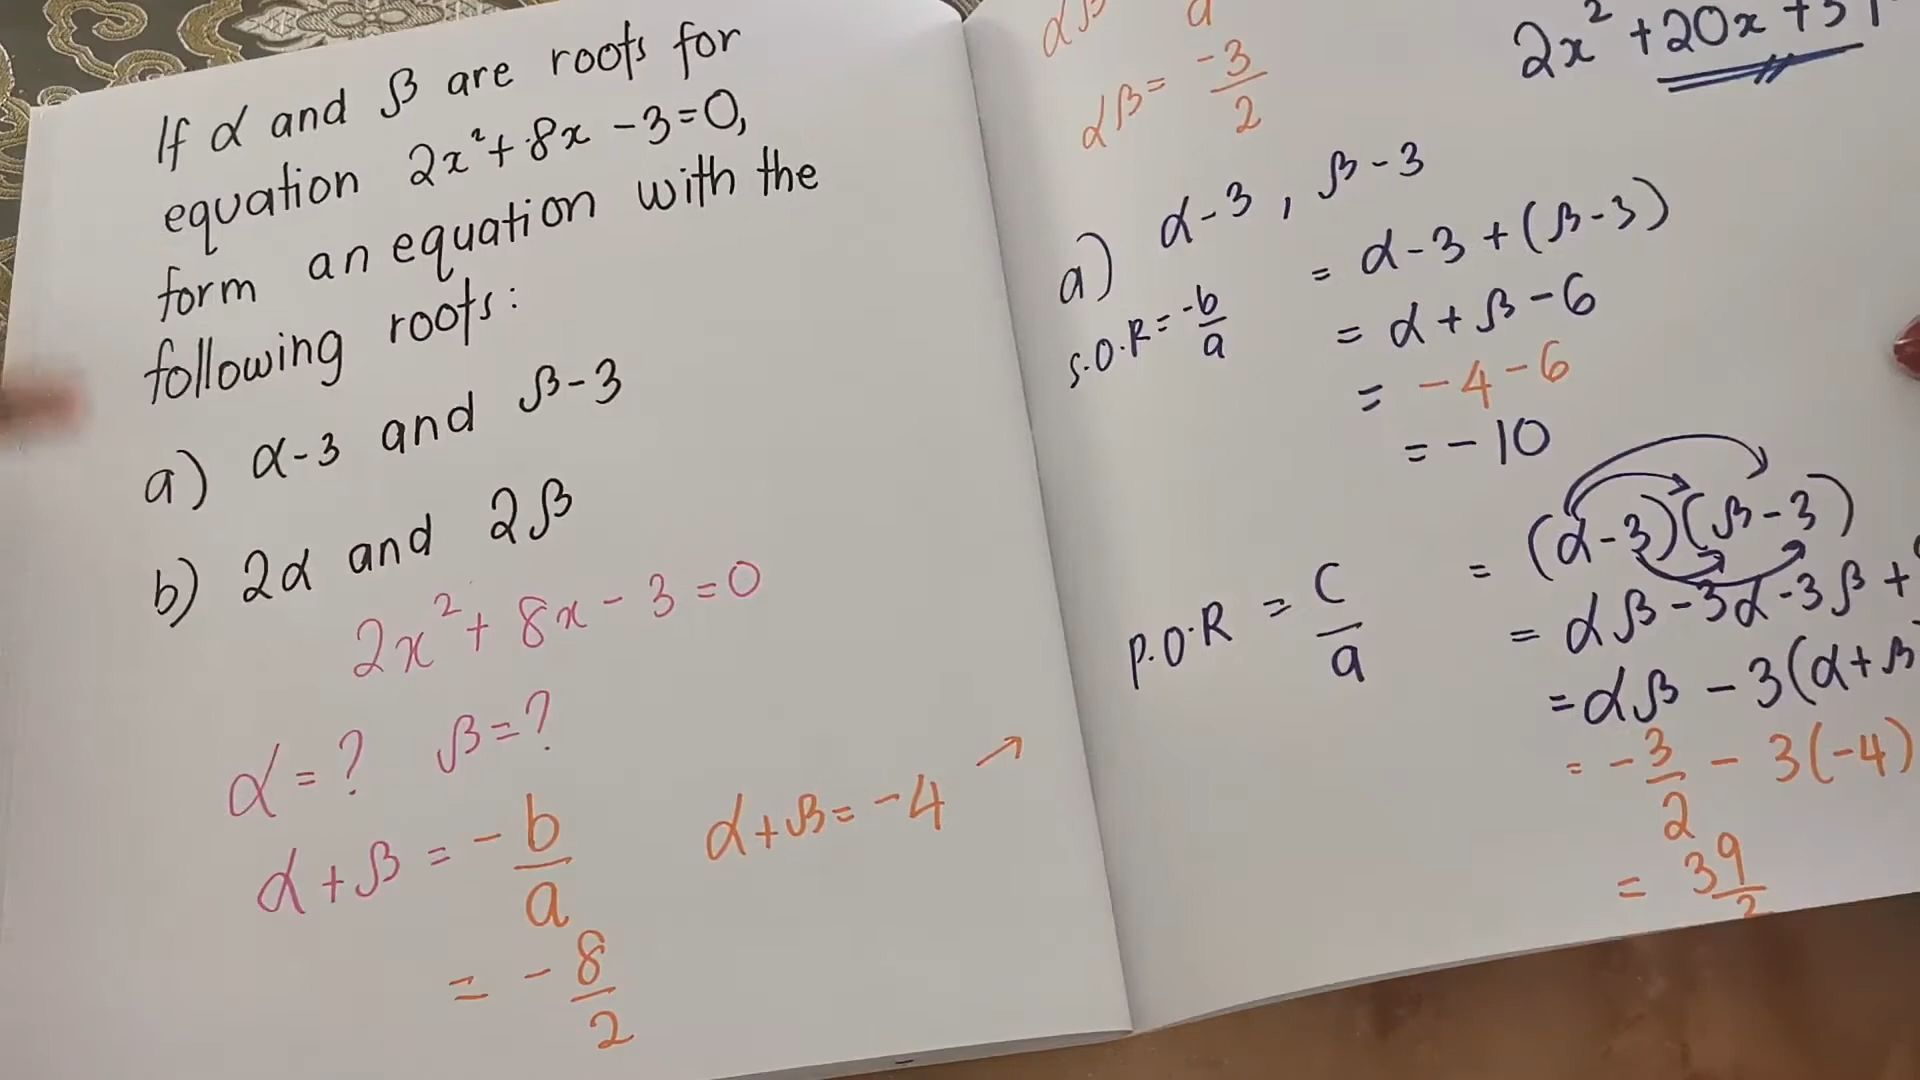 If α and β are roots for
equation 2x²+8x-3=0,
form an equation with the
following roots:
a) α-3 and β-3
b) 2α and 2β
2x²+8x-3=0
α=? β=?
α+β = -b/a
α+β=-4 →
= -8/2
αβ
αβ= -3/2
2x²+20x+
a) α-3, β-3
S.O.R=-b/a = α-3+(β-3)
= α+β-6
= -4-6
= -10
P.O.R = C/a = (α-3)(β-3)
= αβ-3α-3β+
= αβ-3(α+β
= -3/2-3(-4)
= 39/2